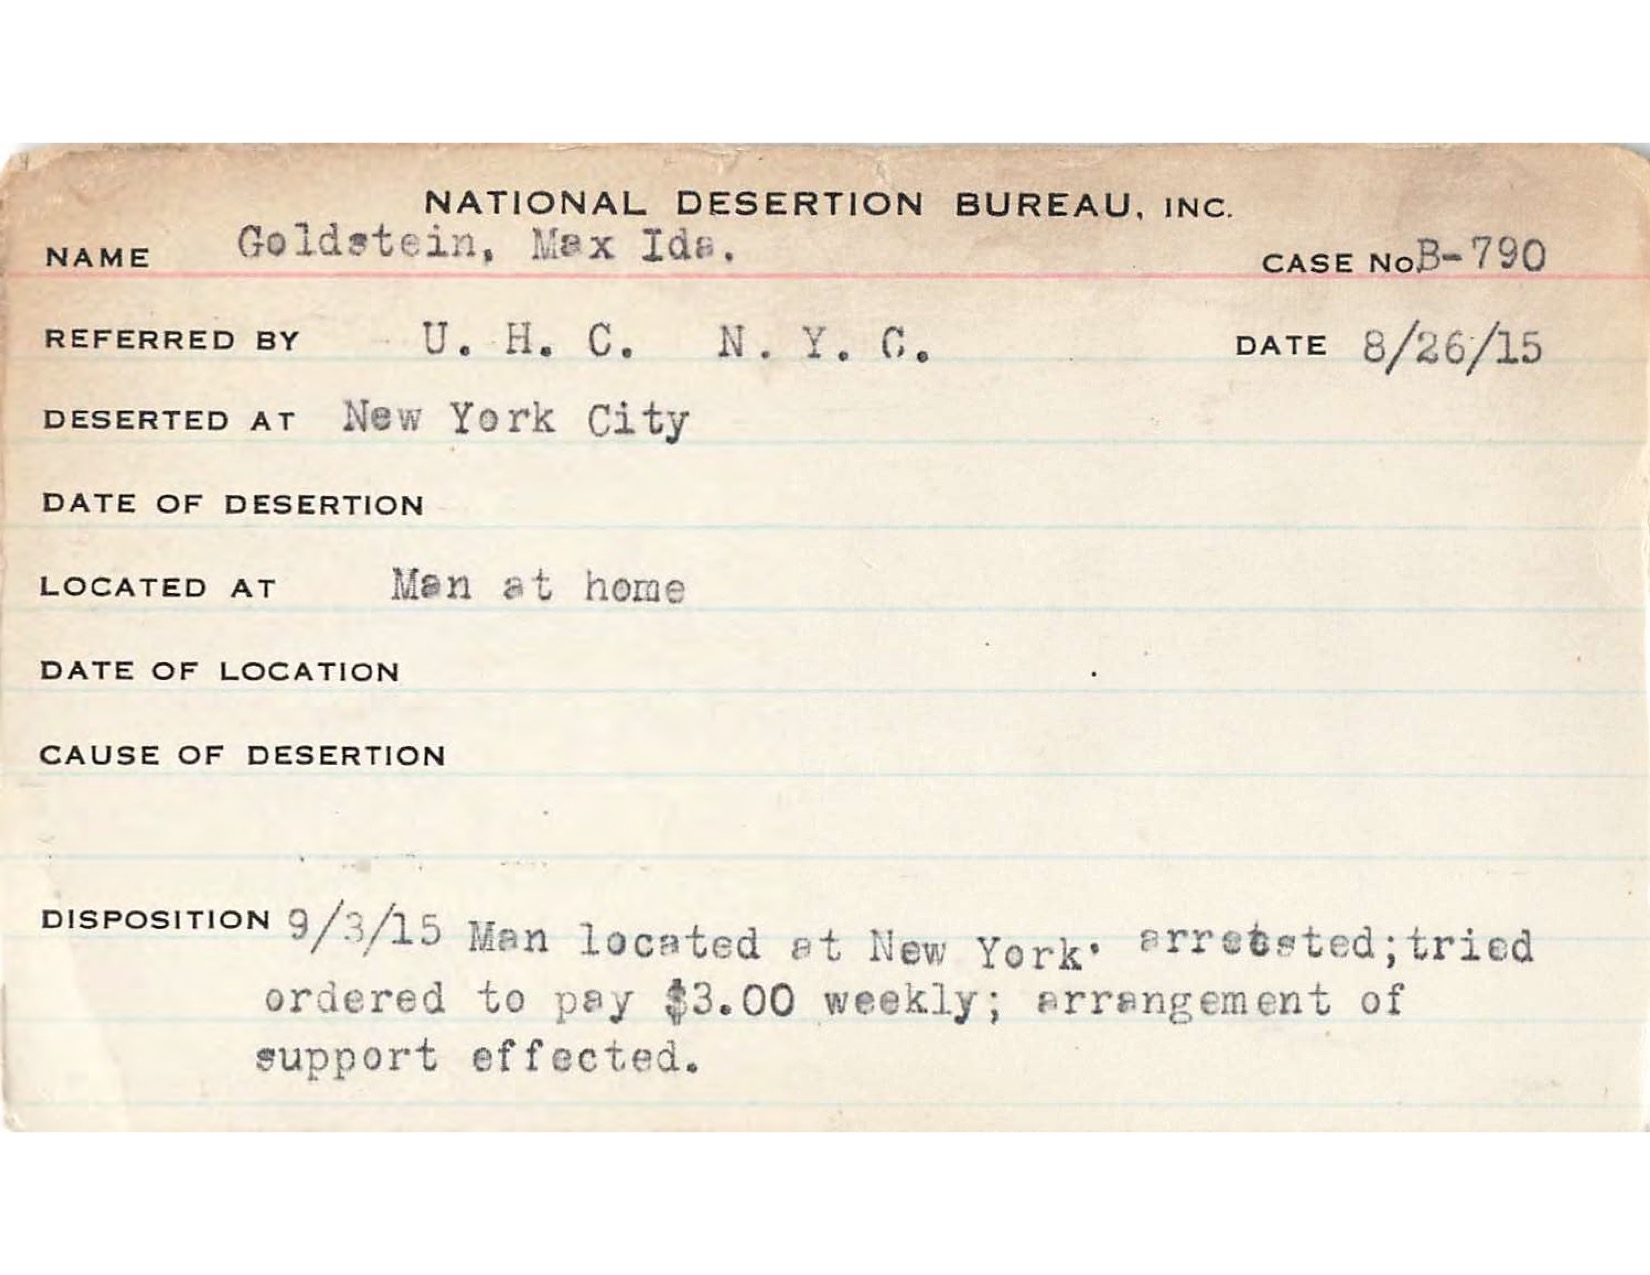 NATIONAL DESERTION BUREAU, INC.
NAME Goldstein, Max Ida. CASE No. B-790
REFERRED BY U. H. C. N. Y. C. DATE 8/26/15
DESERTED AT New York City
DATE OF DESERTION
LOCATED AT Man at home
DATE OF LOCATION
CAUSE OF DESERTION
DISPOSITION 9/3/15 Man located at New York. arretsted;tried
ordered to pay $3.00 weekly; arrangement of
support effected.